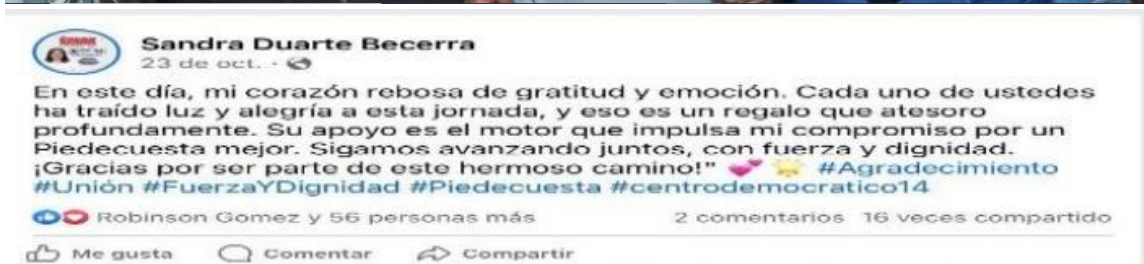 Sandra Duarte Becerra
23 de oct. ·
En este día, mi corazón rebosa de gratitud y emoción. Cada uno de ustedes
ha traído luz y alegría a esta jornada, y eso es un regalo que atesoro
profundamente. Su apoyo es el motor que impulsa mi compromiso por un
Piedecuesta mejor. Sigamos avanzando juntos, con fuerza y dignidad.
¡Gracias por ser parte de este hermoso camino!" 💕 🌟 #Agradecimiento
#Unión #FuerzaYDignidad #Piedecuesta #centrodemocratico14
Robinson Gomez y 56 personas más 2 comentarios 16 veces compartido
Me gusta Comentar Compartir